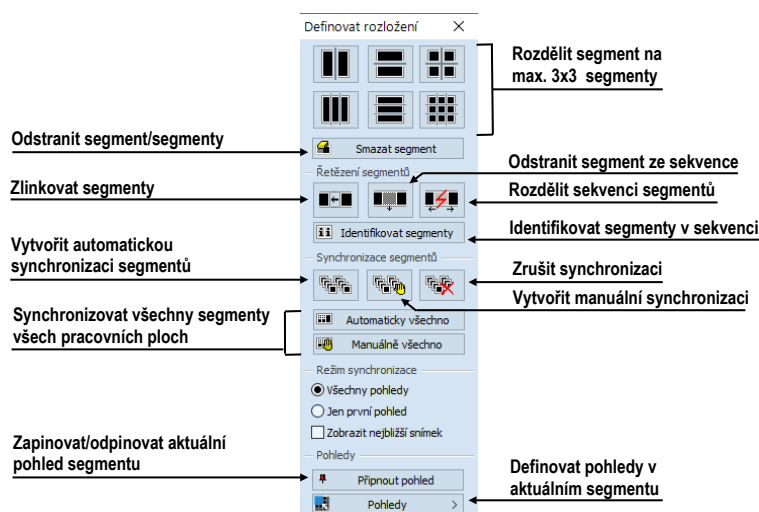 Definovat rozložení
Rozdělit segment na
max. 3x3 segmenty
Odstranit segment/segmenty
Smazat segment
Odstranit segment ze sekvence
Řetězení segmentů
Zlinkovat segmenty
Rozdělit sekvenci segmentů
Identifikovat segmenty v sekvenci
Identifikovat segmenty
Vytvořit automatickou
synchronizaci segmentů
Synchronizace segmentů
Zrušit synchronizaci
Vytvořit manuální synchronizaci
Synchronizovat všechny segmenty
všech pracovních ploch
Automaticky všechno
Manuálně všechno
Režim synchronizace
Všechny pohledy
Jen první pohled
Zobrazit nejbližší snímek
Zapinovat/odpinovat aktuální
pohled segmentu
Pohledy
Připnout pohled
Definovat pohledy v
aktuálním segmentu
Pohledy